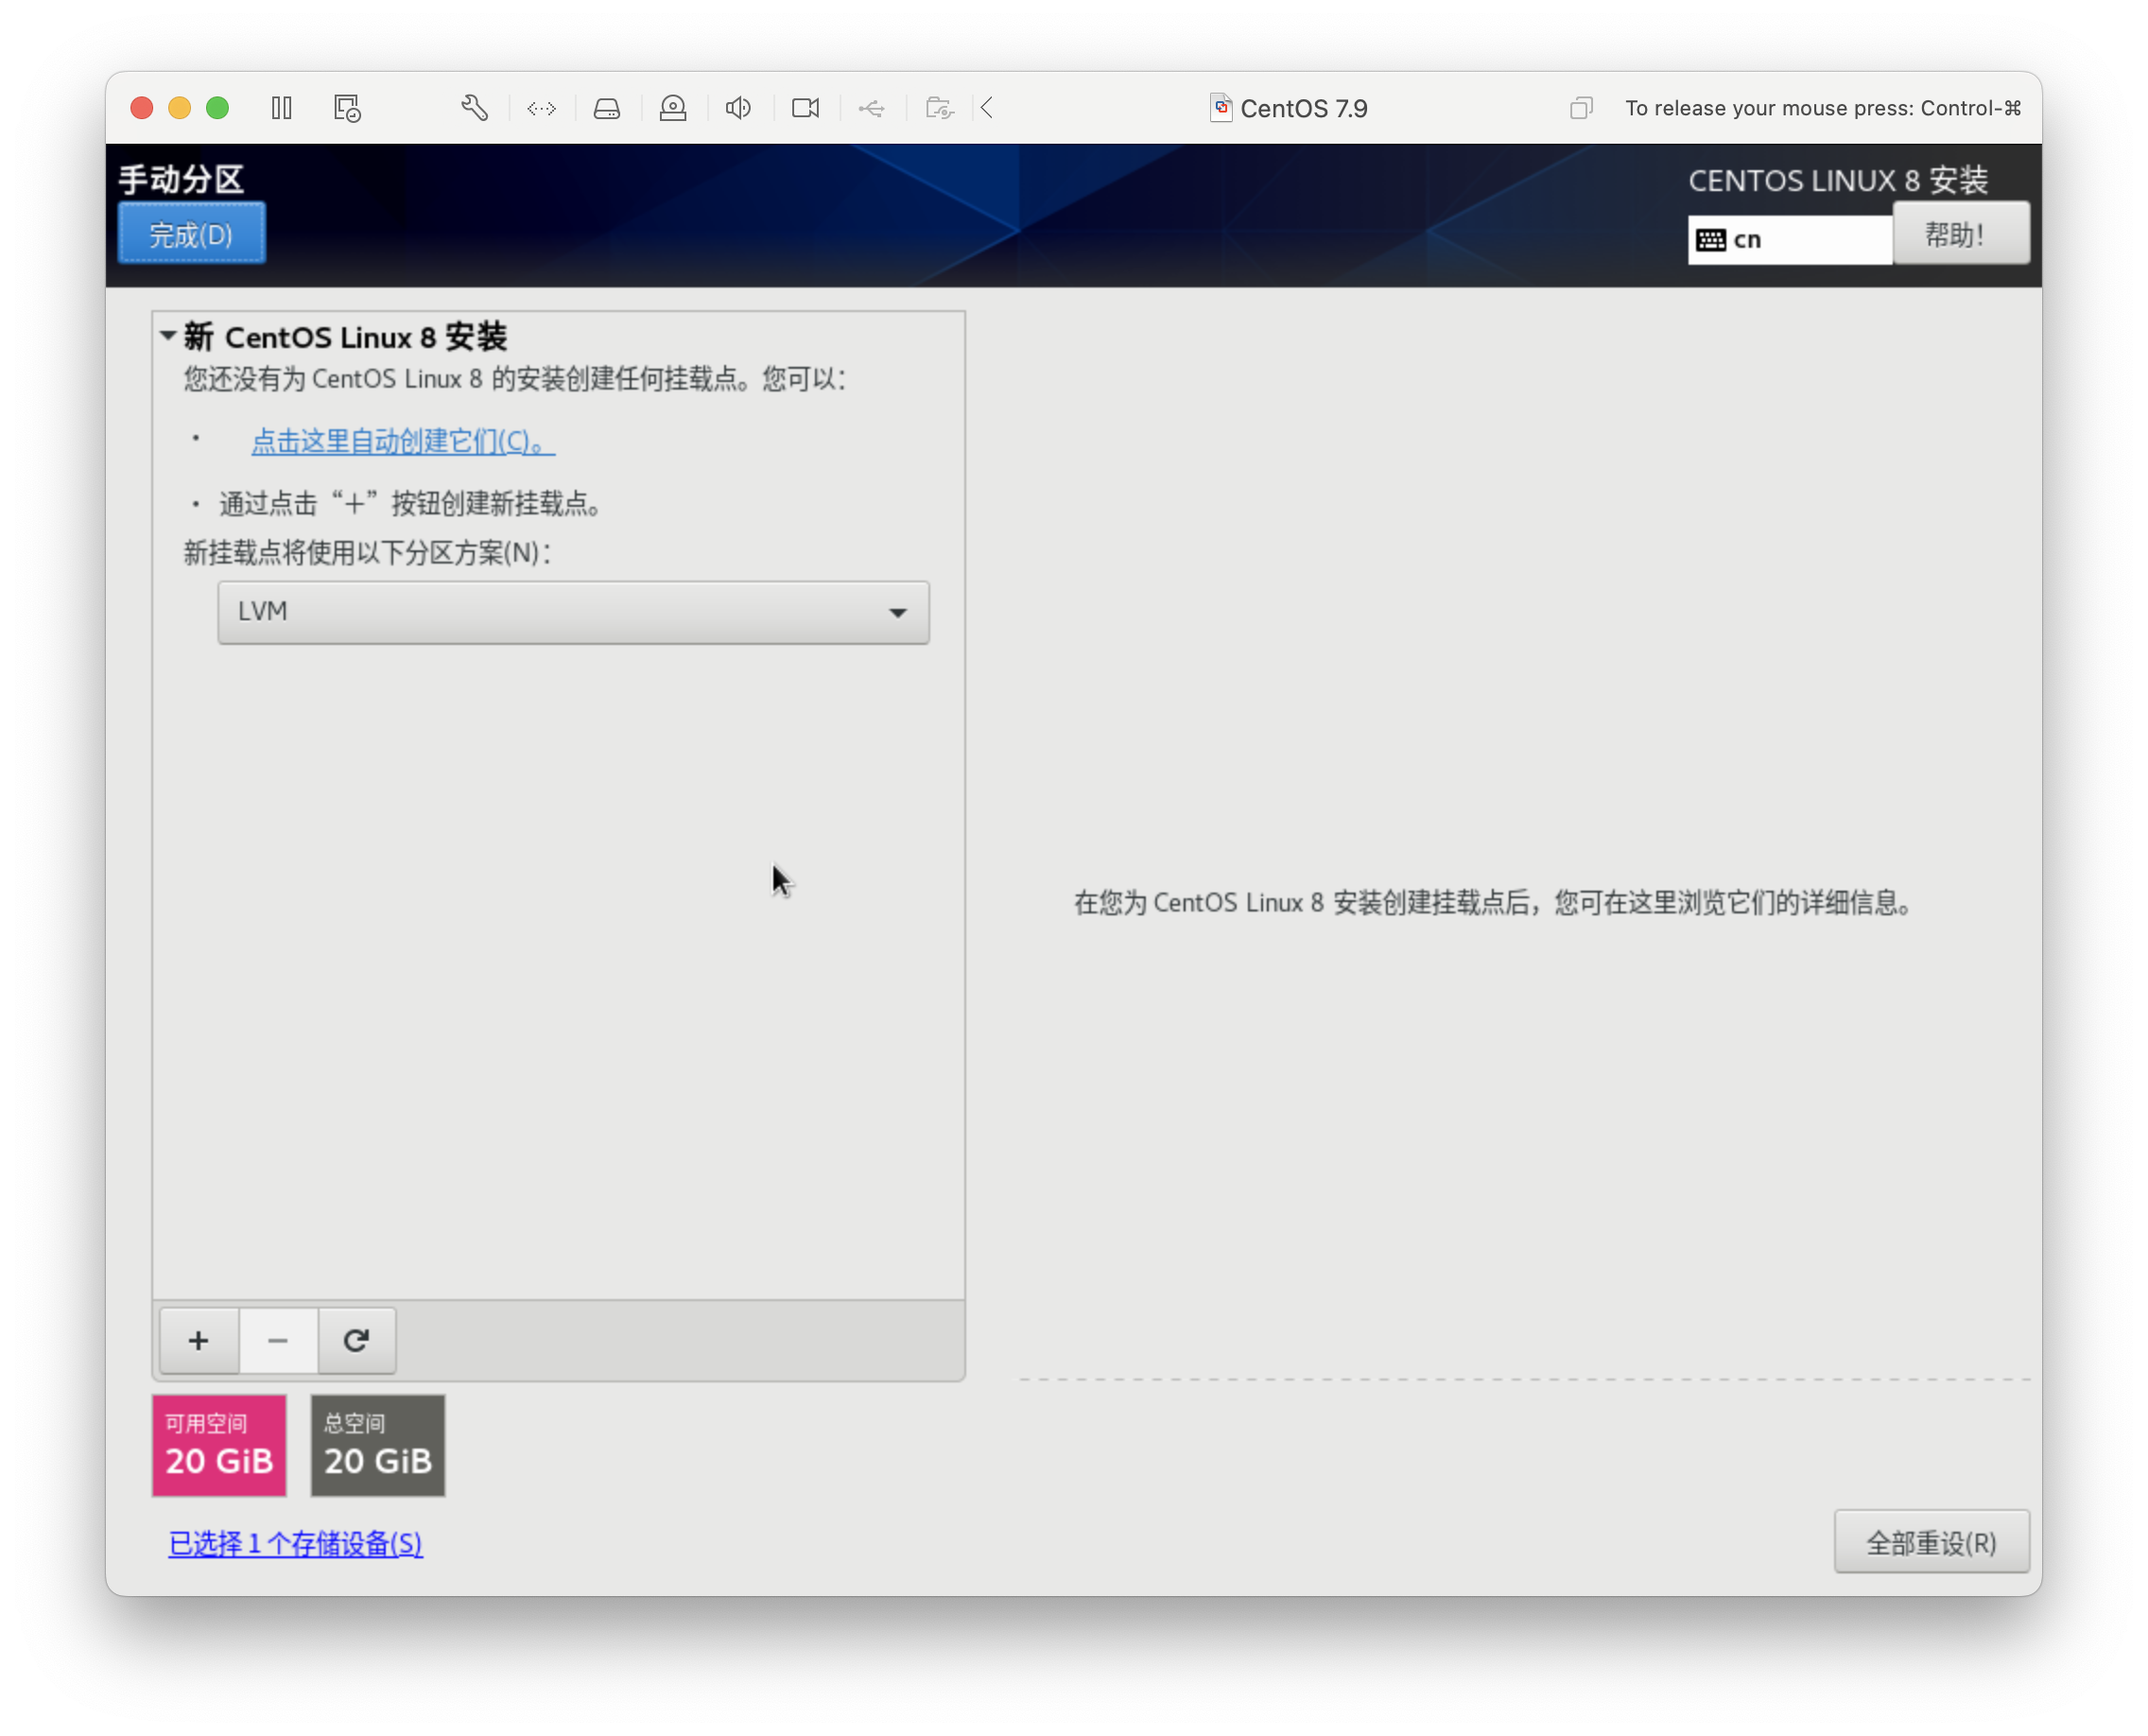 CentOS 7.9
To release your mouse press: Control-⌘
手动分区
完成(D)
CENTOS LINUX 8 安装
cn
帮助!
新 CentOS Linux 8 安装
您还没有为 CentOS Linux 8 的安装创建任何挂载点。您可以：
• 点击这里自动创建它们(C)。
• 通过点击“＋”按钮创建新挂载点。
新挂载点将使用以下分区方案(N)：
LVM
在您为 CentOS Linux 8 安装创建挂载点后，您可在这里浏览它们的详细信息。
可用空间
20 GiB
总空间
20 GiB
已选择 1 个存储设备(S)
全部重设(R)